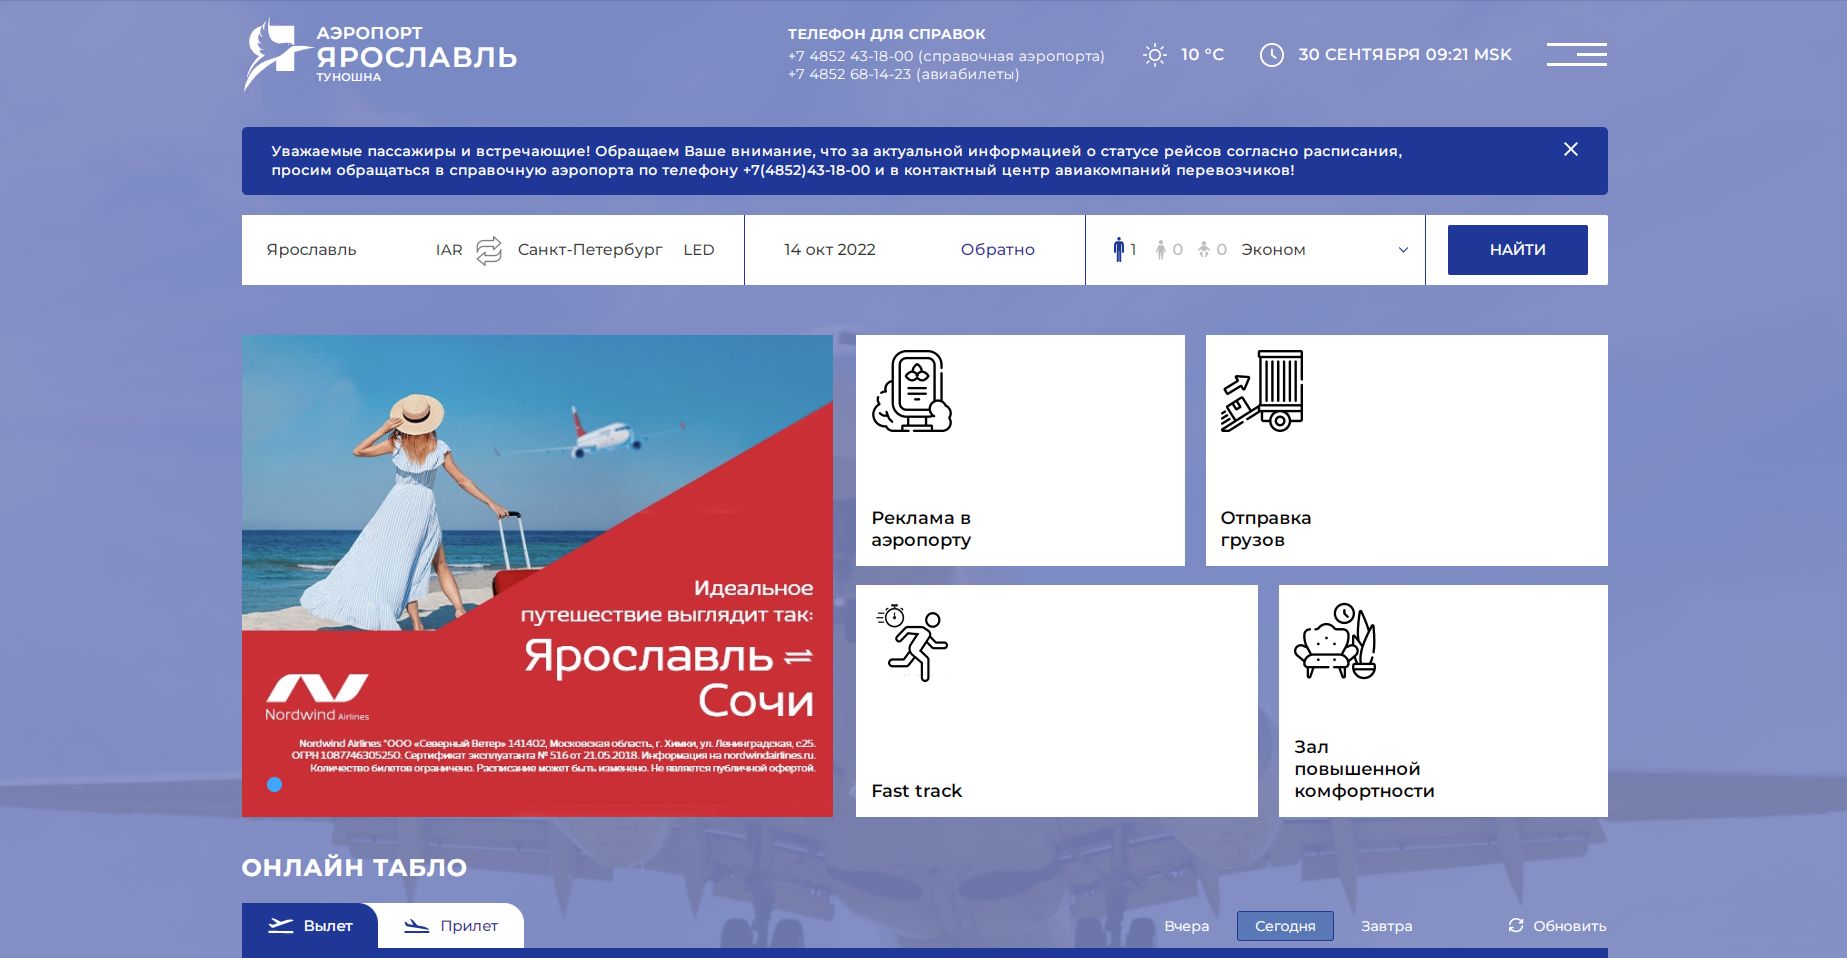 АЭРОПОРТ
ЯРОСЛАВЛЬ
ТУНОШНА
ТЕЛЕФОН ДЛЯ СПРАВОК
+7 4852 43-18-00 (справочная аэропорта)
+7 4852 68-14-23 (авиабилеты)
10 °C
30 СЕНТЯБРЯ 09:21 MSK
Уважаемые пассажиры и встречающие! Обращаем Ваше внимание, что за актуальной информацией о статусе рейсов согласно расписания,
просим обращаться в справочную аэропорта по телефону +7(4852)43-18-00 и в контактный центр авиакомпаний перевозчиков!
Ярославль IAR Санкт-Петербург LED 14 окт 2022 Обратно 1 0 0 Эконом НАЙТИ
Идеальное
путешествие выглядит так:
Ярославль ⇌
Сочи
Nordwind Airlines
Nordwind Airlines "ООО «Северный Ветер» 141402, Московская область, г. Химки, ул. Ленинградская, с25.
ОГРН 1087746305250. Сертификат эксплуатанта № 516 от 21.05.2018. Информация на nordwindairlines.ru.
Количество билетов ограничено. Расписание может быть изменено. Не является публичной офертой.
Реклама в
аэропорту
Отправка
грузов
Fast track
Зал
повышенной
комфортности
ОНЛАЙН ТАБЛО
Вылет Прилет Вчера Сегодня Завтра Обновить